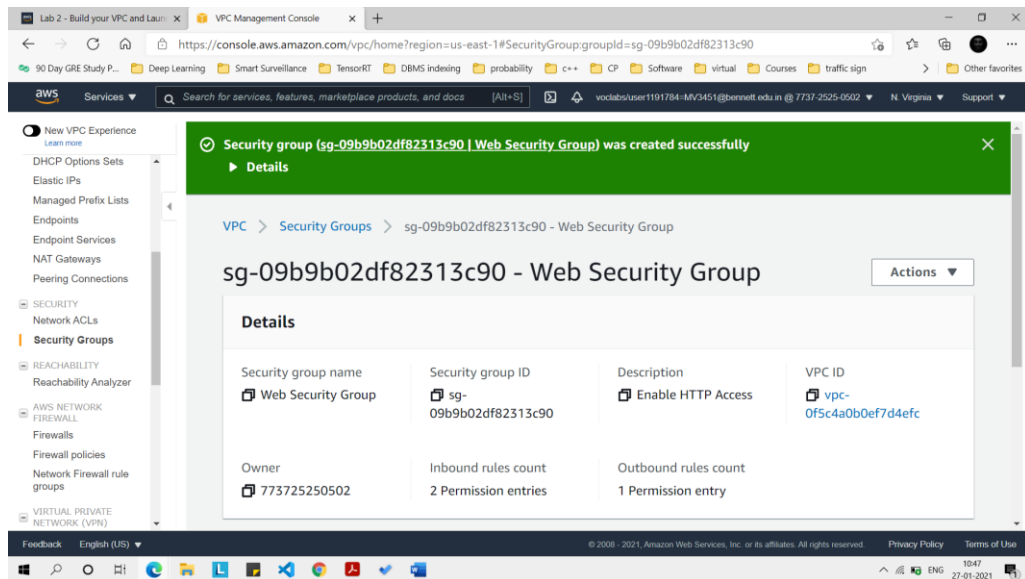 Lab 2 - Build your VPC and Laun
VPC Management Console
https://console.aws.amazon.com/vpc/home?region=us-east-1#SecurityGroup:groupId=sg-09b9b02df82313c90
90 Day GRE Study P... Deep Learning Smart Surveillance TensorRT DBMS indexing probability c++ CP Software virtual Courses traffic sign Other favorites
aws Services Search for services, features, marketplace products, and docs [Alt+S] voclabs/user1191784=MV3451@bennett.edu.in @ 7737-2525-0502 N. Virginia Support
New VPC Experience
Learn more
DHCP Options Sets
Elastic IPs
Managed Prefix Lists
Endpoints
Endpoint Services
NAT Gateways
Peering Connections
SECURITY
Network ACLs
Security Groups
REACHABILITY
Reachability Analyzer
AWS NETWORK
FIREWALL
Firewalls
Firewall policies
Network Firewall rule
groups
VIRTUAL PRIVATE
NETWORK (VPN)
Security group (sg-09b9b02df82313c90 | Web Security Group) was created successfully
Details
VPC > Security Groups > sg-09b9b02df82313c90 - Web Security Group
sg-09b9b02df82313c90 - Web Security Group
Actions
Details
Security group name
Web Security Group
Security group ID
sg-
09b9b02df82313c90
Description
Enable HTTP Access
VPC ID
vpc-
0f5c4a0b0ef7d4efc
Owner
773725250502
Inbound rules count
2 Permission entries
Outbound rules count
1 Permission entry
Feedback English (US) © 2008 - 2021, Amazon Web Services, Inc. or its affiliates. All rights reserved. Privacy Policy Terms of Use
ENG
10:47
27-01-2021